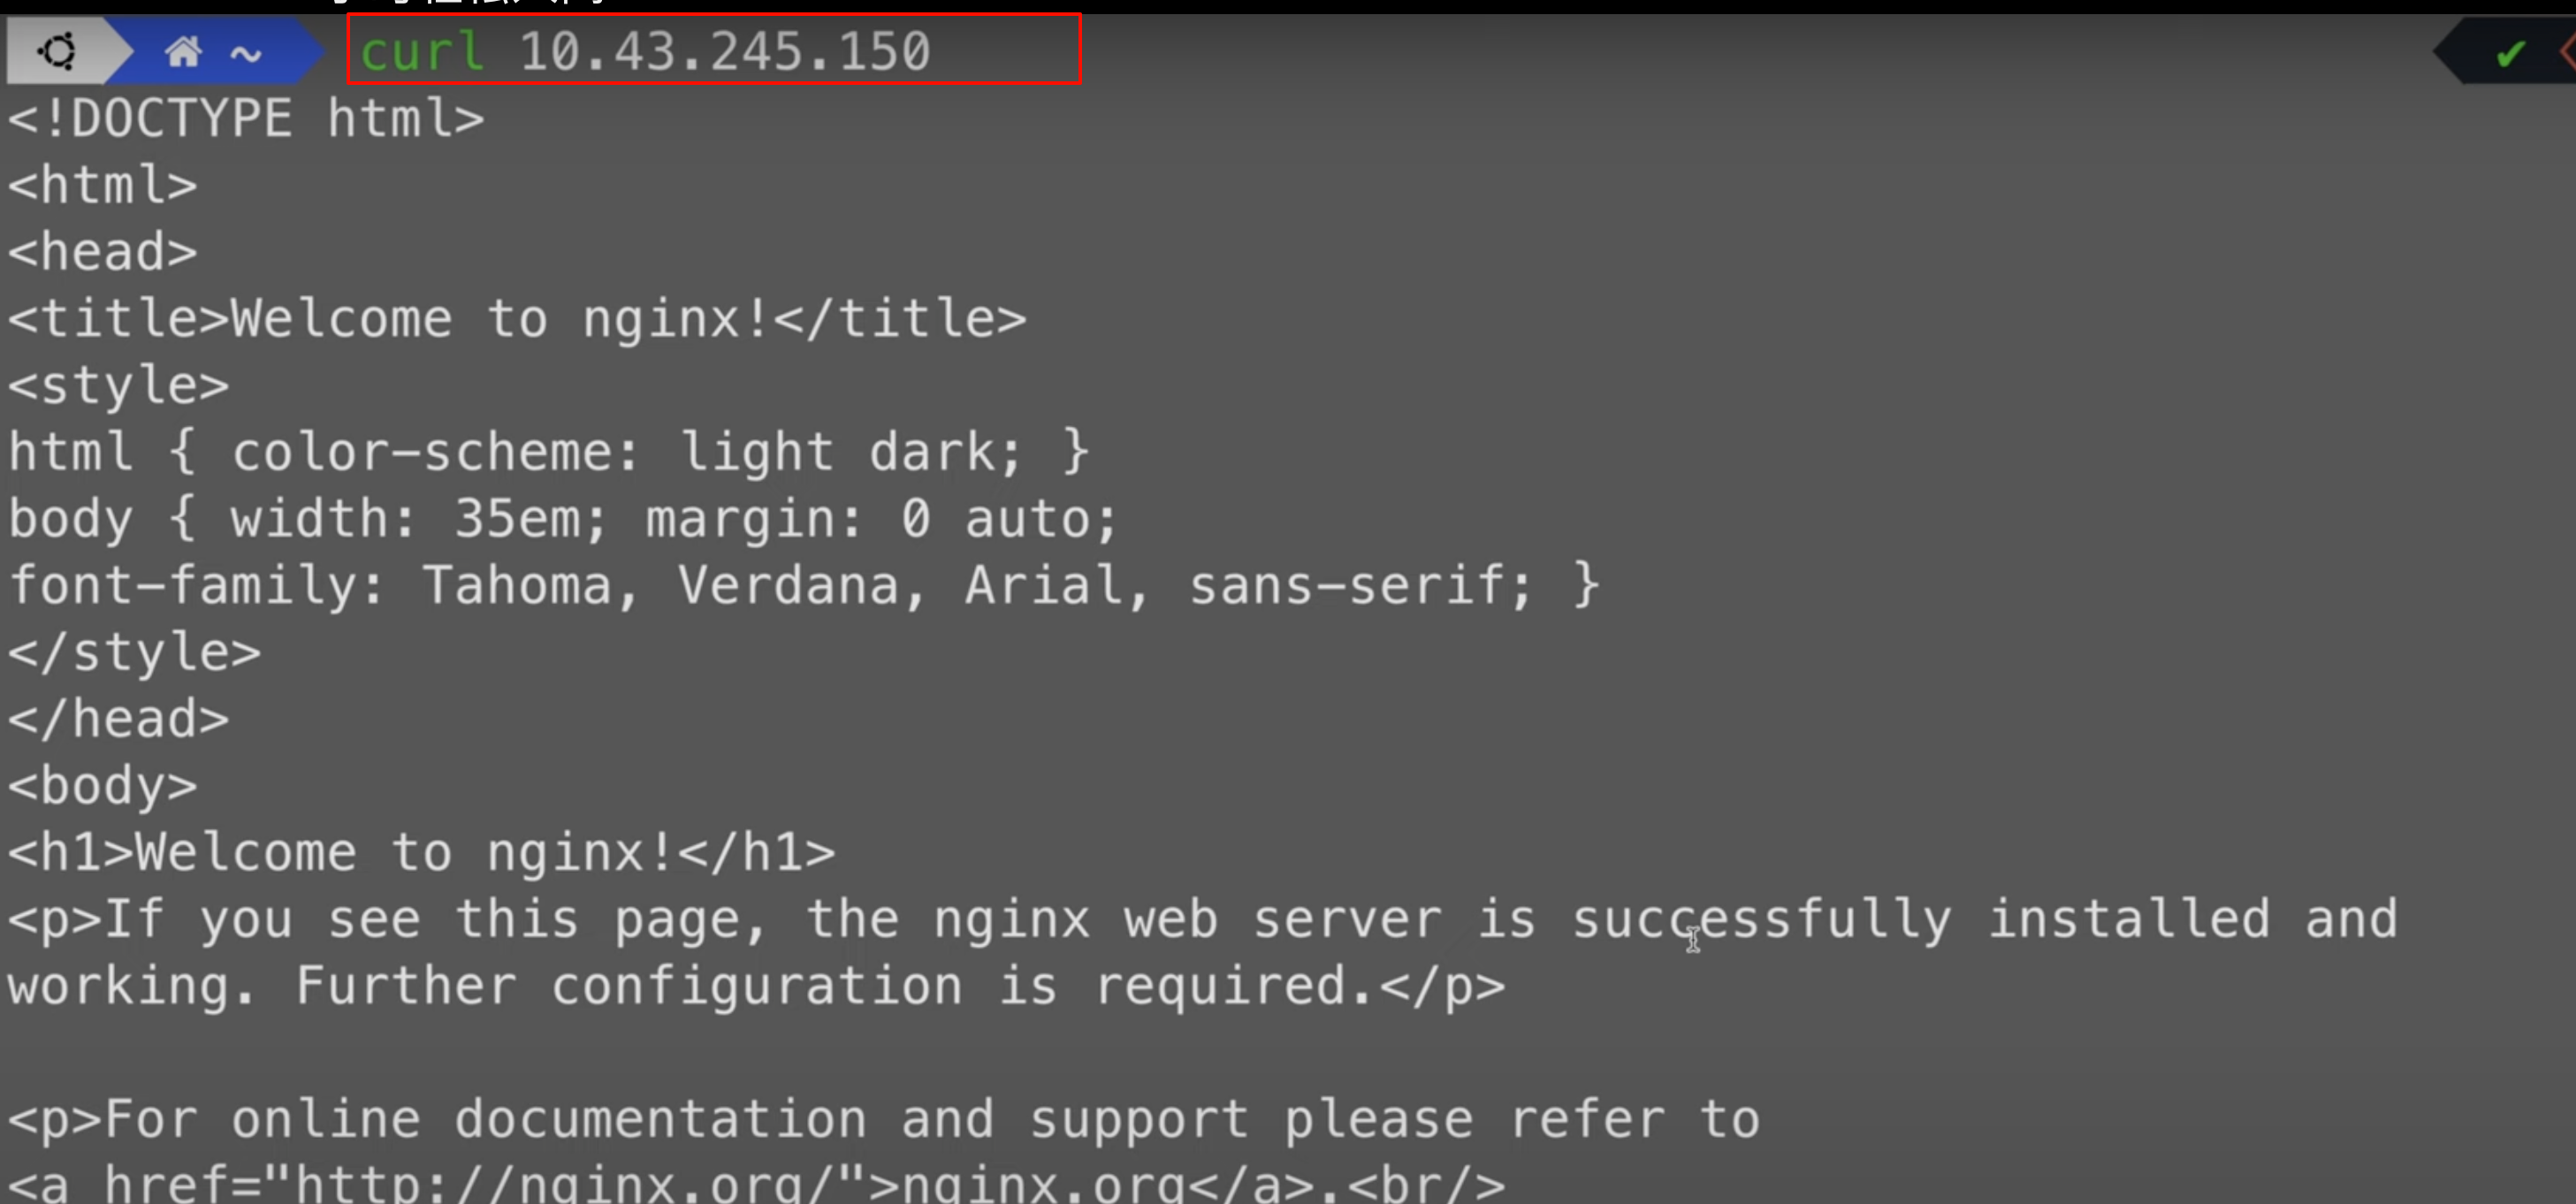 ~ curl 10.43.245.150
<!DOCTYPE html>
<html>
<head>
<title>Welcome to nginx!</title>
<style>
html { color-scheme: light dark; }
body { width: 35em; margin: 0 auto;
font-family: Tahoma, Verdana, Arial, sans-serif; }
</style>
</head>
<body>
<h1>Welcome to nginx!</h1>
<p>If you see this page, the nginx web server is successfully installed and
working. Further configuration is required.</p>
<p>For online documentation and support please refer to
<a href="http://nginx.org/">nginx.org</a>.<br/>